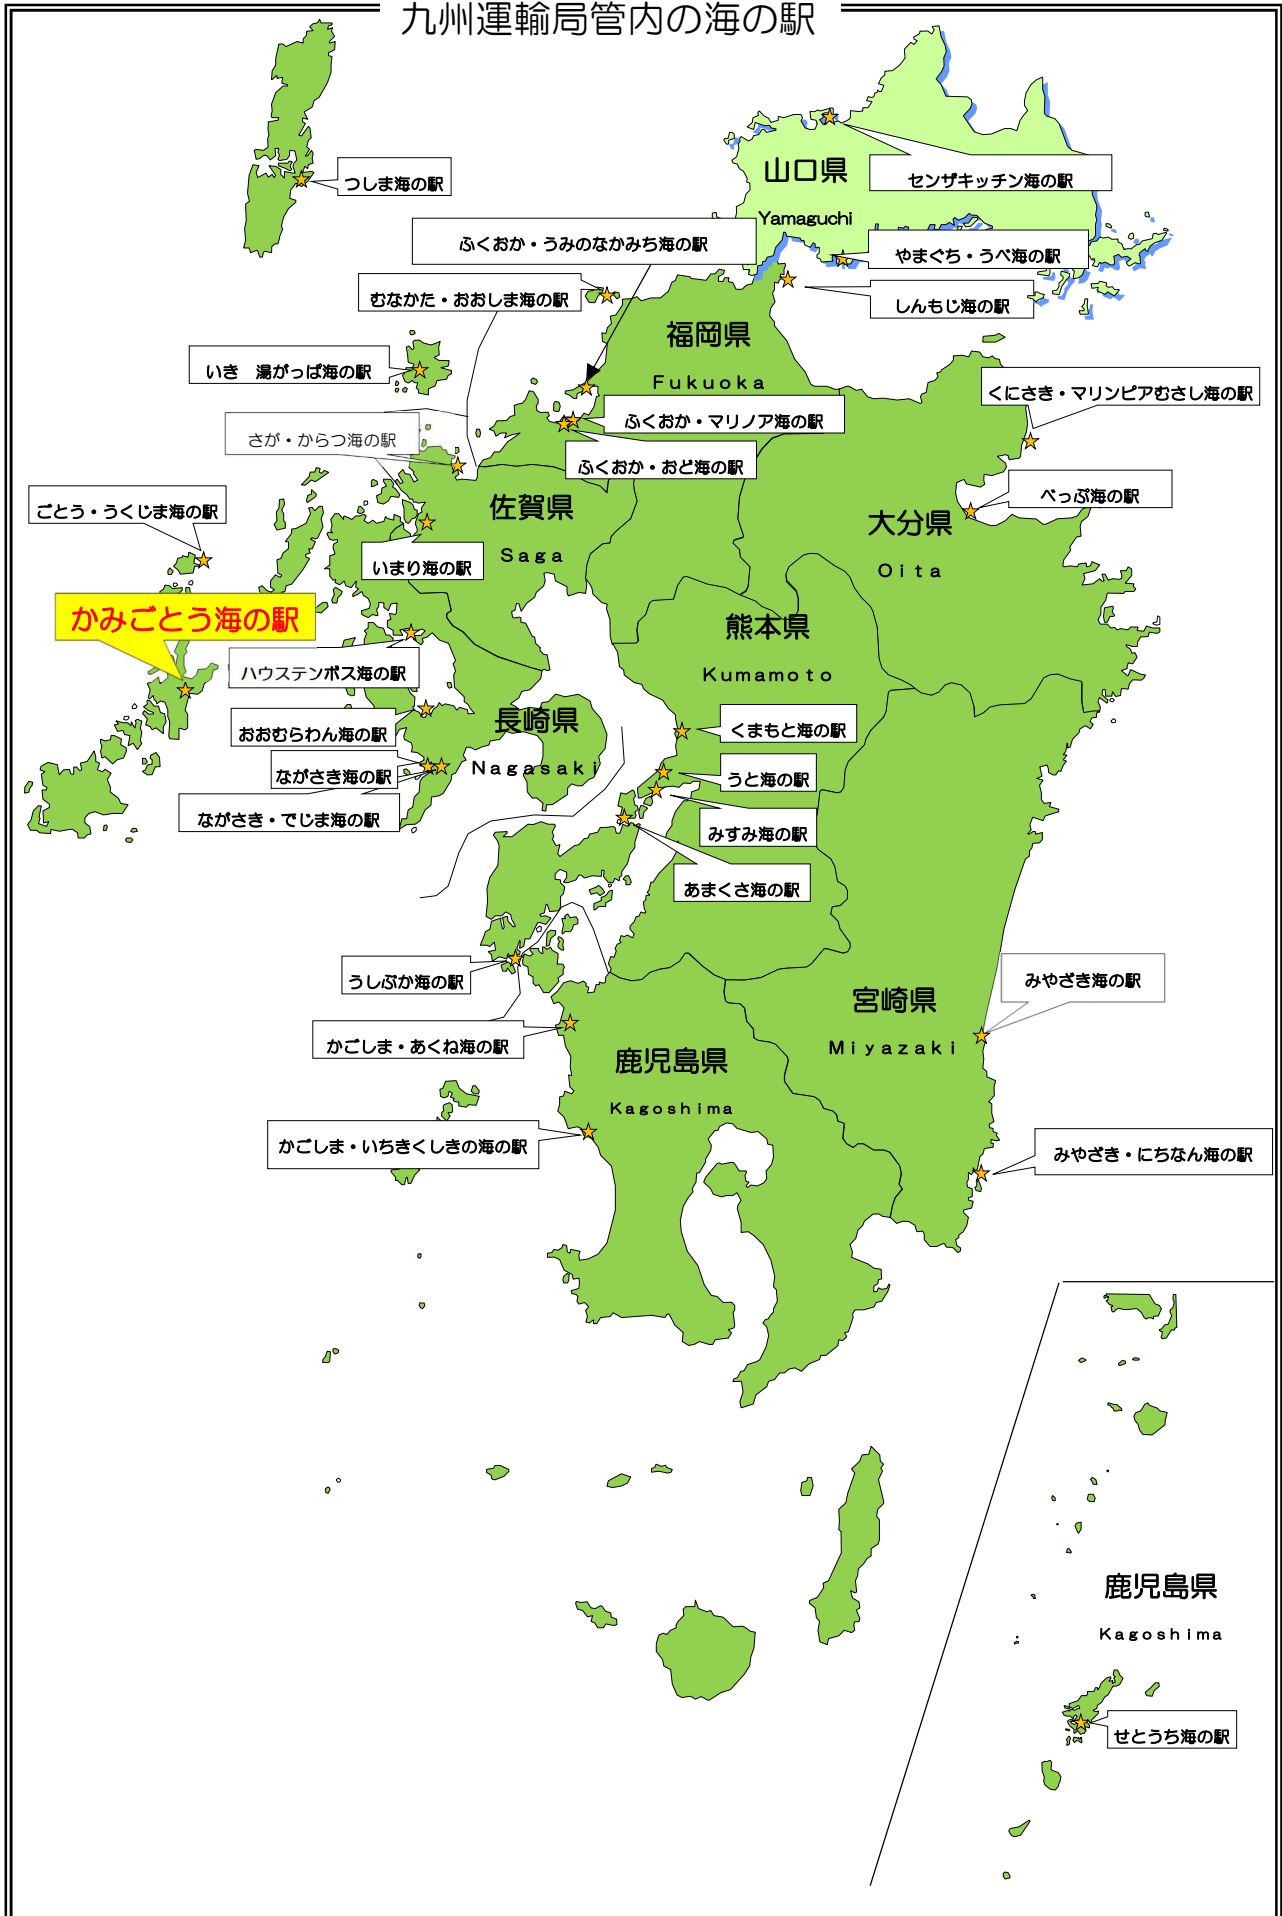 九州運輸局管内の海の駅
山口県
Yamaguchi
センザキッチン海の駅
つしま海の駅
ふくおか・うみのなかみち海の駅
やまぐち・うべ海の駅
むなかた・おおしま海の駅
しんもじ海の駅
福岡県
Fukuoka
いき　湯がっぱ海の駅
くにさき・マリンピアむさし海の駅
ふくおか・マリノア海の駅
さが・からつ海の駅
ふくおか・おど海の駅
べっぷ海の駅
ごとう・うくじま海の駅
佐賀県
Saga
大分県
Oita
いまり海の駅
かみごとう海の駅
熊本県
Kumamoto
ハウステンボス海の駅
おおむらわん海の駅
長崎県
Nagasaki
くまもと海の駅
ながさき海の駅
うと海の駅
ながさき・でじま海の駅
みすみ海の駅
あまくさ海の駅
うしぶか海の駅
みやざき海の駅
宮崎県
Miyazaki
かごしま・あくね海の駅
鹿児島県
Kagoshima
かごしま・いちきくしきの海の駅
みやざき・にちなん海の駅
鹿児島県
Kagoshima
せとうち海の駅